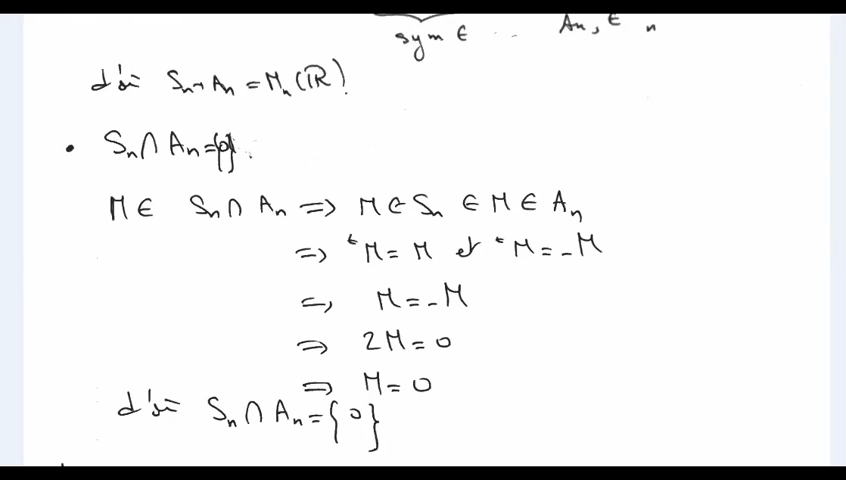 sym ∈ ... An, ∈ n
d'où Sn + An = Mn(ℝ).
• Sn ∩ An = {0}.
M ∈ Sn ∩ An => M ∈ Sn et M ∈ An
=> ᵗM = M et ᵗM = -M
=> M = -M
=> 2M = 0
=> M = 0
d'où Sn ∩ An = {0}